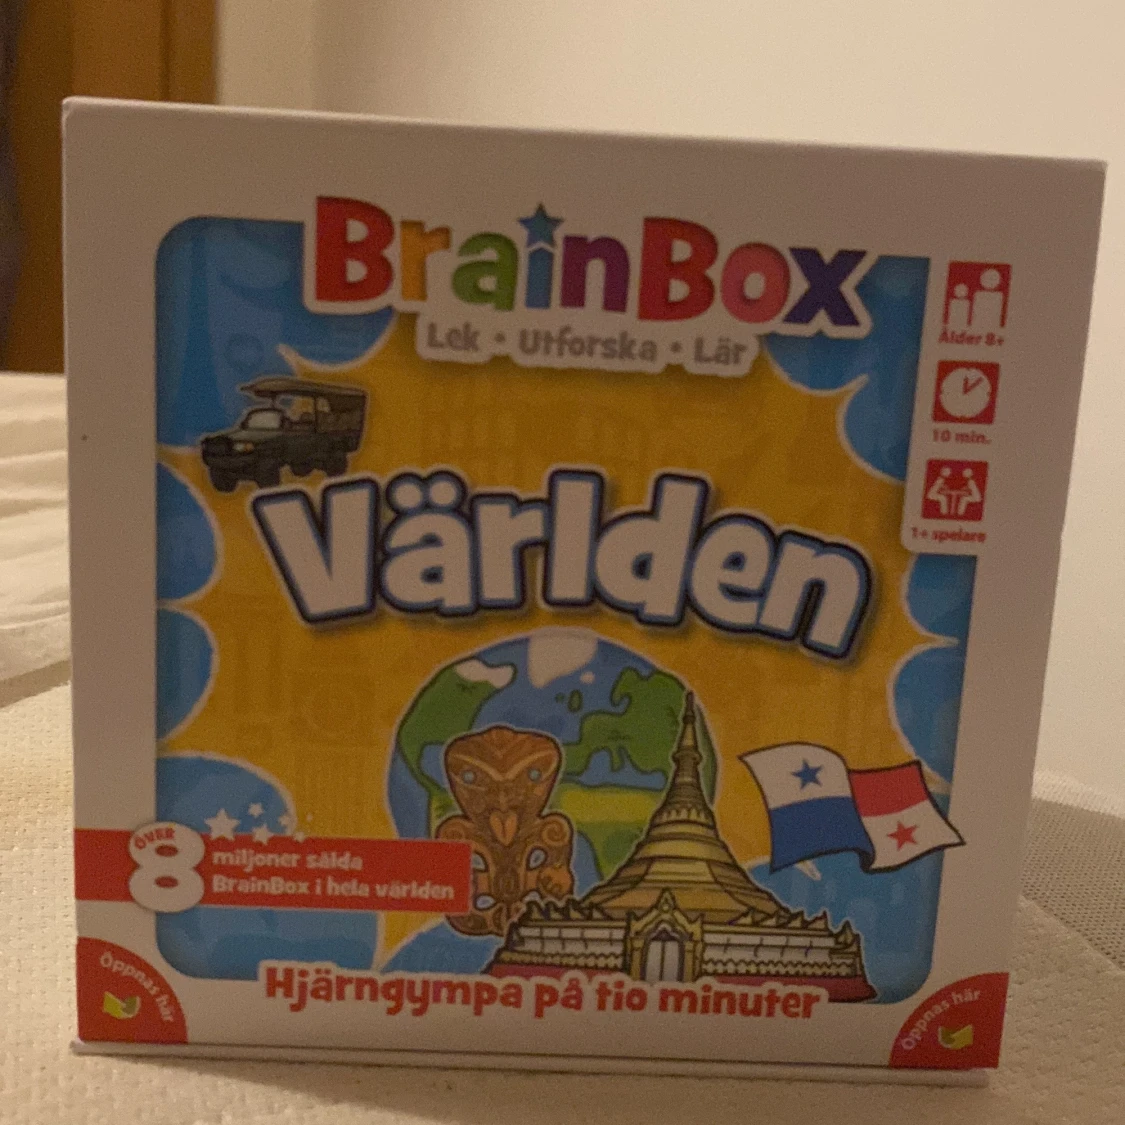 BrainBox
Lek • Utforska • Lär
Ålder 8+
10 min.
1+ spelare
Världen
ÖVER
8
miljoner sålda
BrainBox i hela världen
Hjärngympa på tio minuter
Öppnas här
Öppnas här